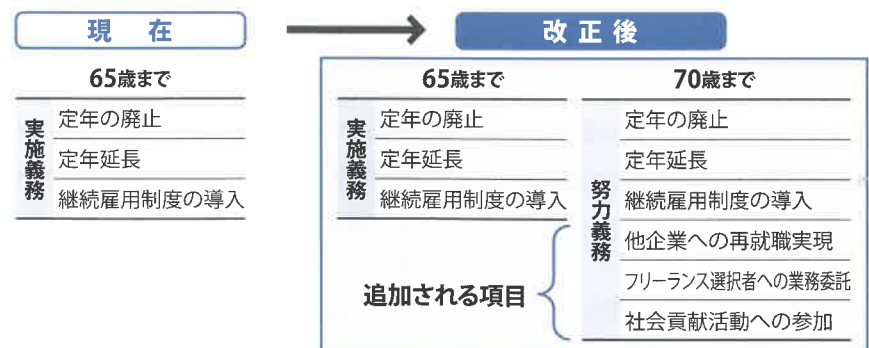 現在
改正後
65歳まで
実施義務
定年の廃止
定年延長
継続雇用制度の導入
65歳まで
実施義務
定年の廃止
定年延長
継続雇用制度の導入
70歳まで
努力義務
定年の廃止
定年延長
継続雇用制度の導入
他企業への再就職実現
フリーランス選択者への業務委託
社会貢献活動への参加
追加される項目